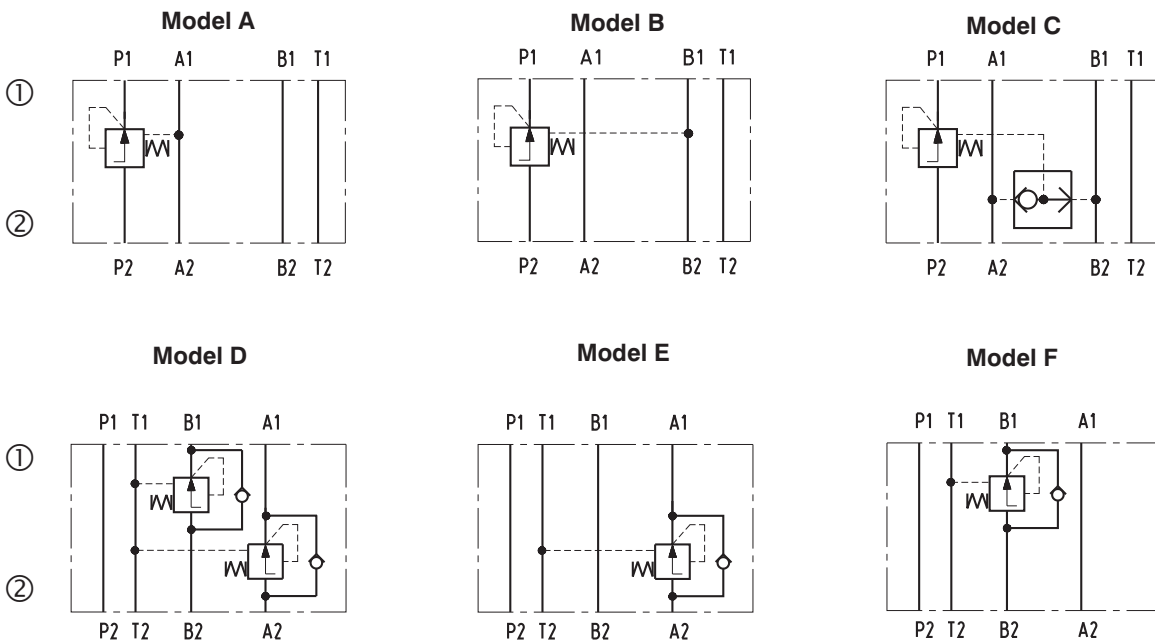 Model A Model B Model C
P1 A1 B1 T1 P1 A1 B1 T1 P1 A1 B1 T1
①
②
P2 A2 B2 T2 P2 A2 B2 T2 P2 A2 B2 T2
Model D Model E Model F
P1 T1 B1 A1 P1 T1 A1 P1 T1 B1 A1
①
②
P2 T2 B2 A2 P2 T2 B2 A2 P2 T2 B2 A2